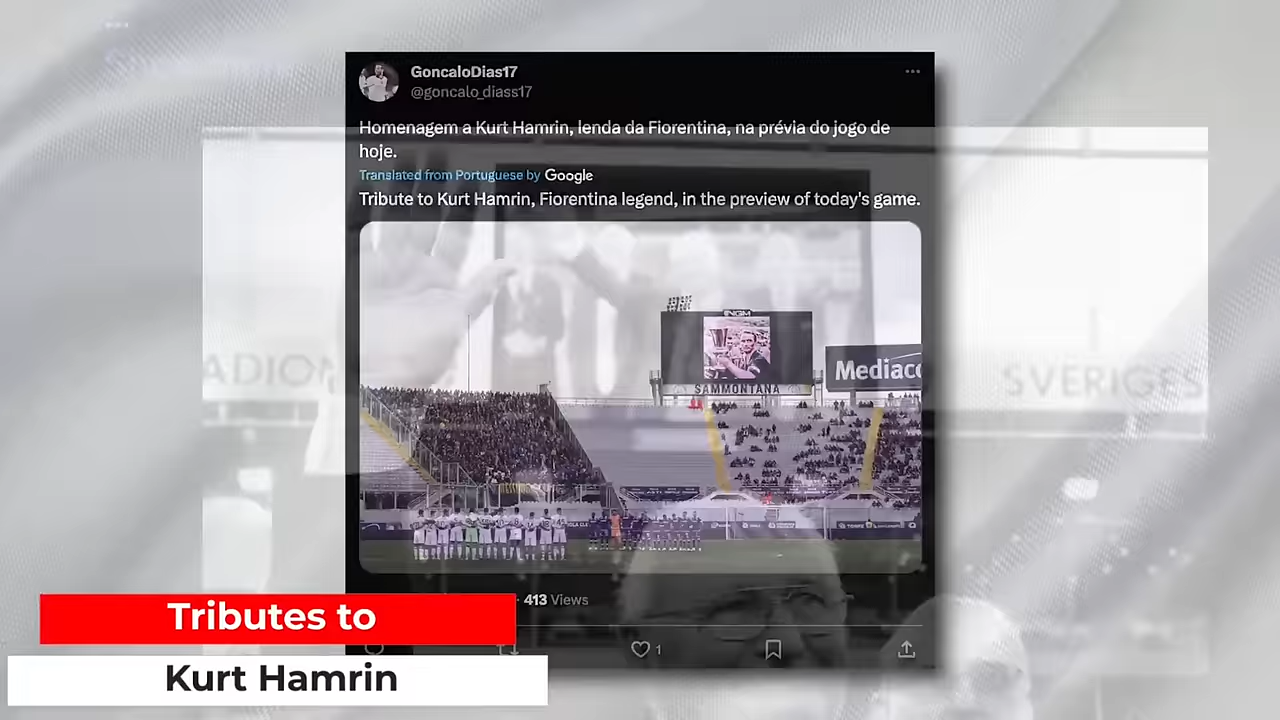 GoncaloDias17
@goncalo_diass17
Homenagem a Kurt Hamrin, lenda da Fiorentina, na prévia do jogo de
hoje.
Translated from Portuguese by Google
Tribute to Kurt Hamrin, Fiorentina legend, in the preview of today's game.
ADION
SVERIGES
NGM
SAMMONTANA
Mediaco
413 Views
1
Tributes to
Kurt Hamrin